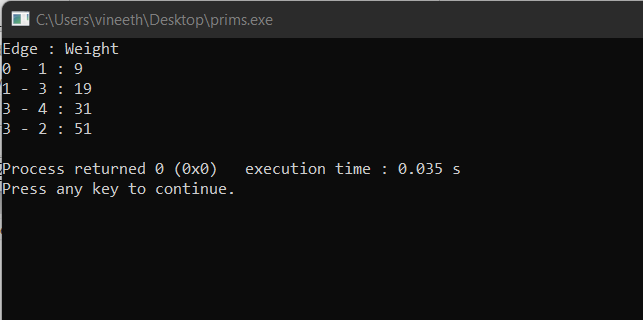 C:\Users\vineeth\Desktop\prims.exe
Edge : Weight
0 - 1 : 9
1 - 3 : 19
3 - 4 : 31
3 - 2 : 51
Process returned 0 (0x0)   execution time : 0.035 s
Press any key to continue.